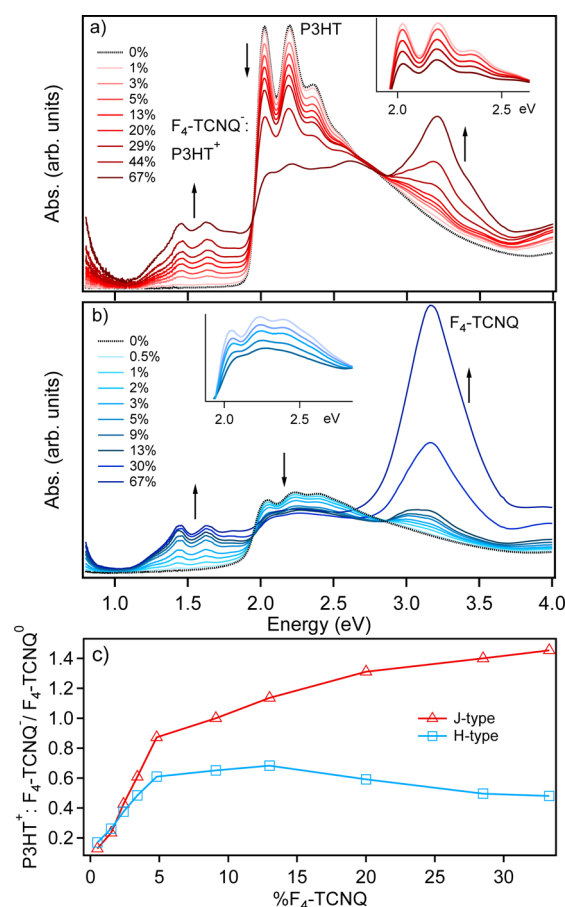 a)
P3HT
0%
1%
3%
5%
13%
20%
29%
44%
67%
F₄-TCNQ⁻:
P3HT⁺
2.0
2.5
eV
Abs. (arb. units)
b)
F₄-TCNQ
0%
0.5%
1%
2%
3%
5%
9%
13%
30%
67%
2.0
2.5
eV
Abs. (arb. units)
1.0
1.5
2.0
2.5
3.0
3.5
4.0
Energy (eV)
c)
1.4
1.2
1.0
0.8
0.6
0.4
0.2
J-type
H-type
P3HT⁺: F₄-TCNQ⁻/ F₄-TCNQ⁰
0
5
10
15
20
25
30
%F₄-TCNQ